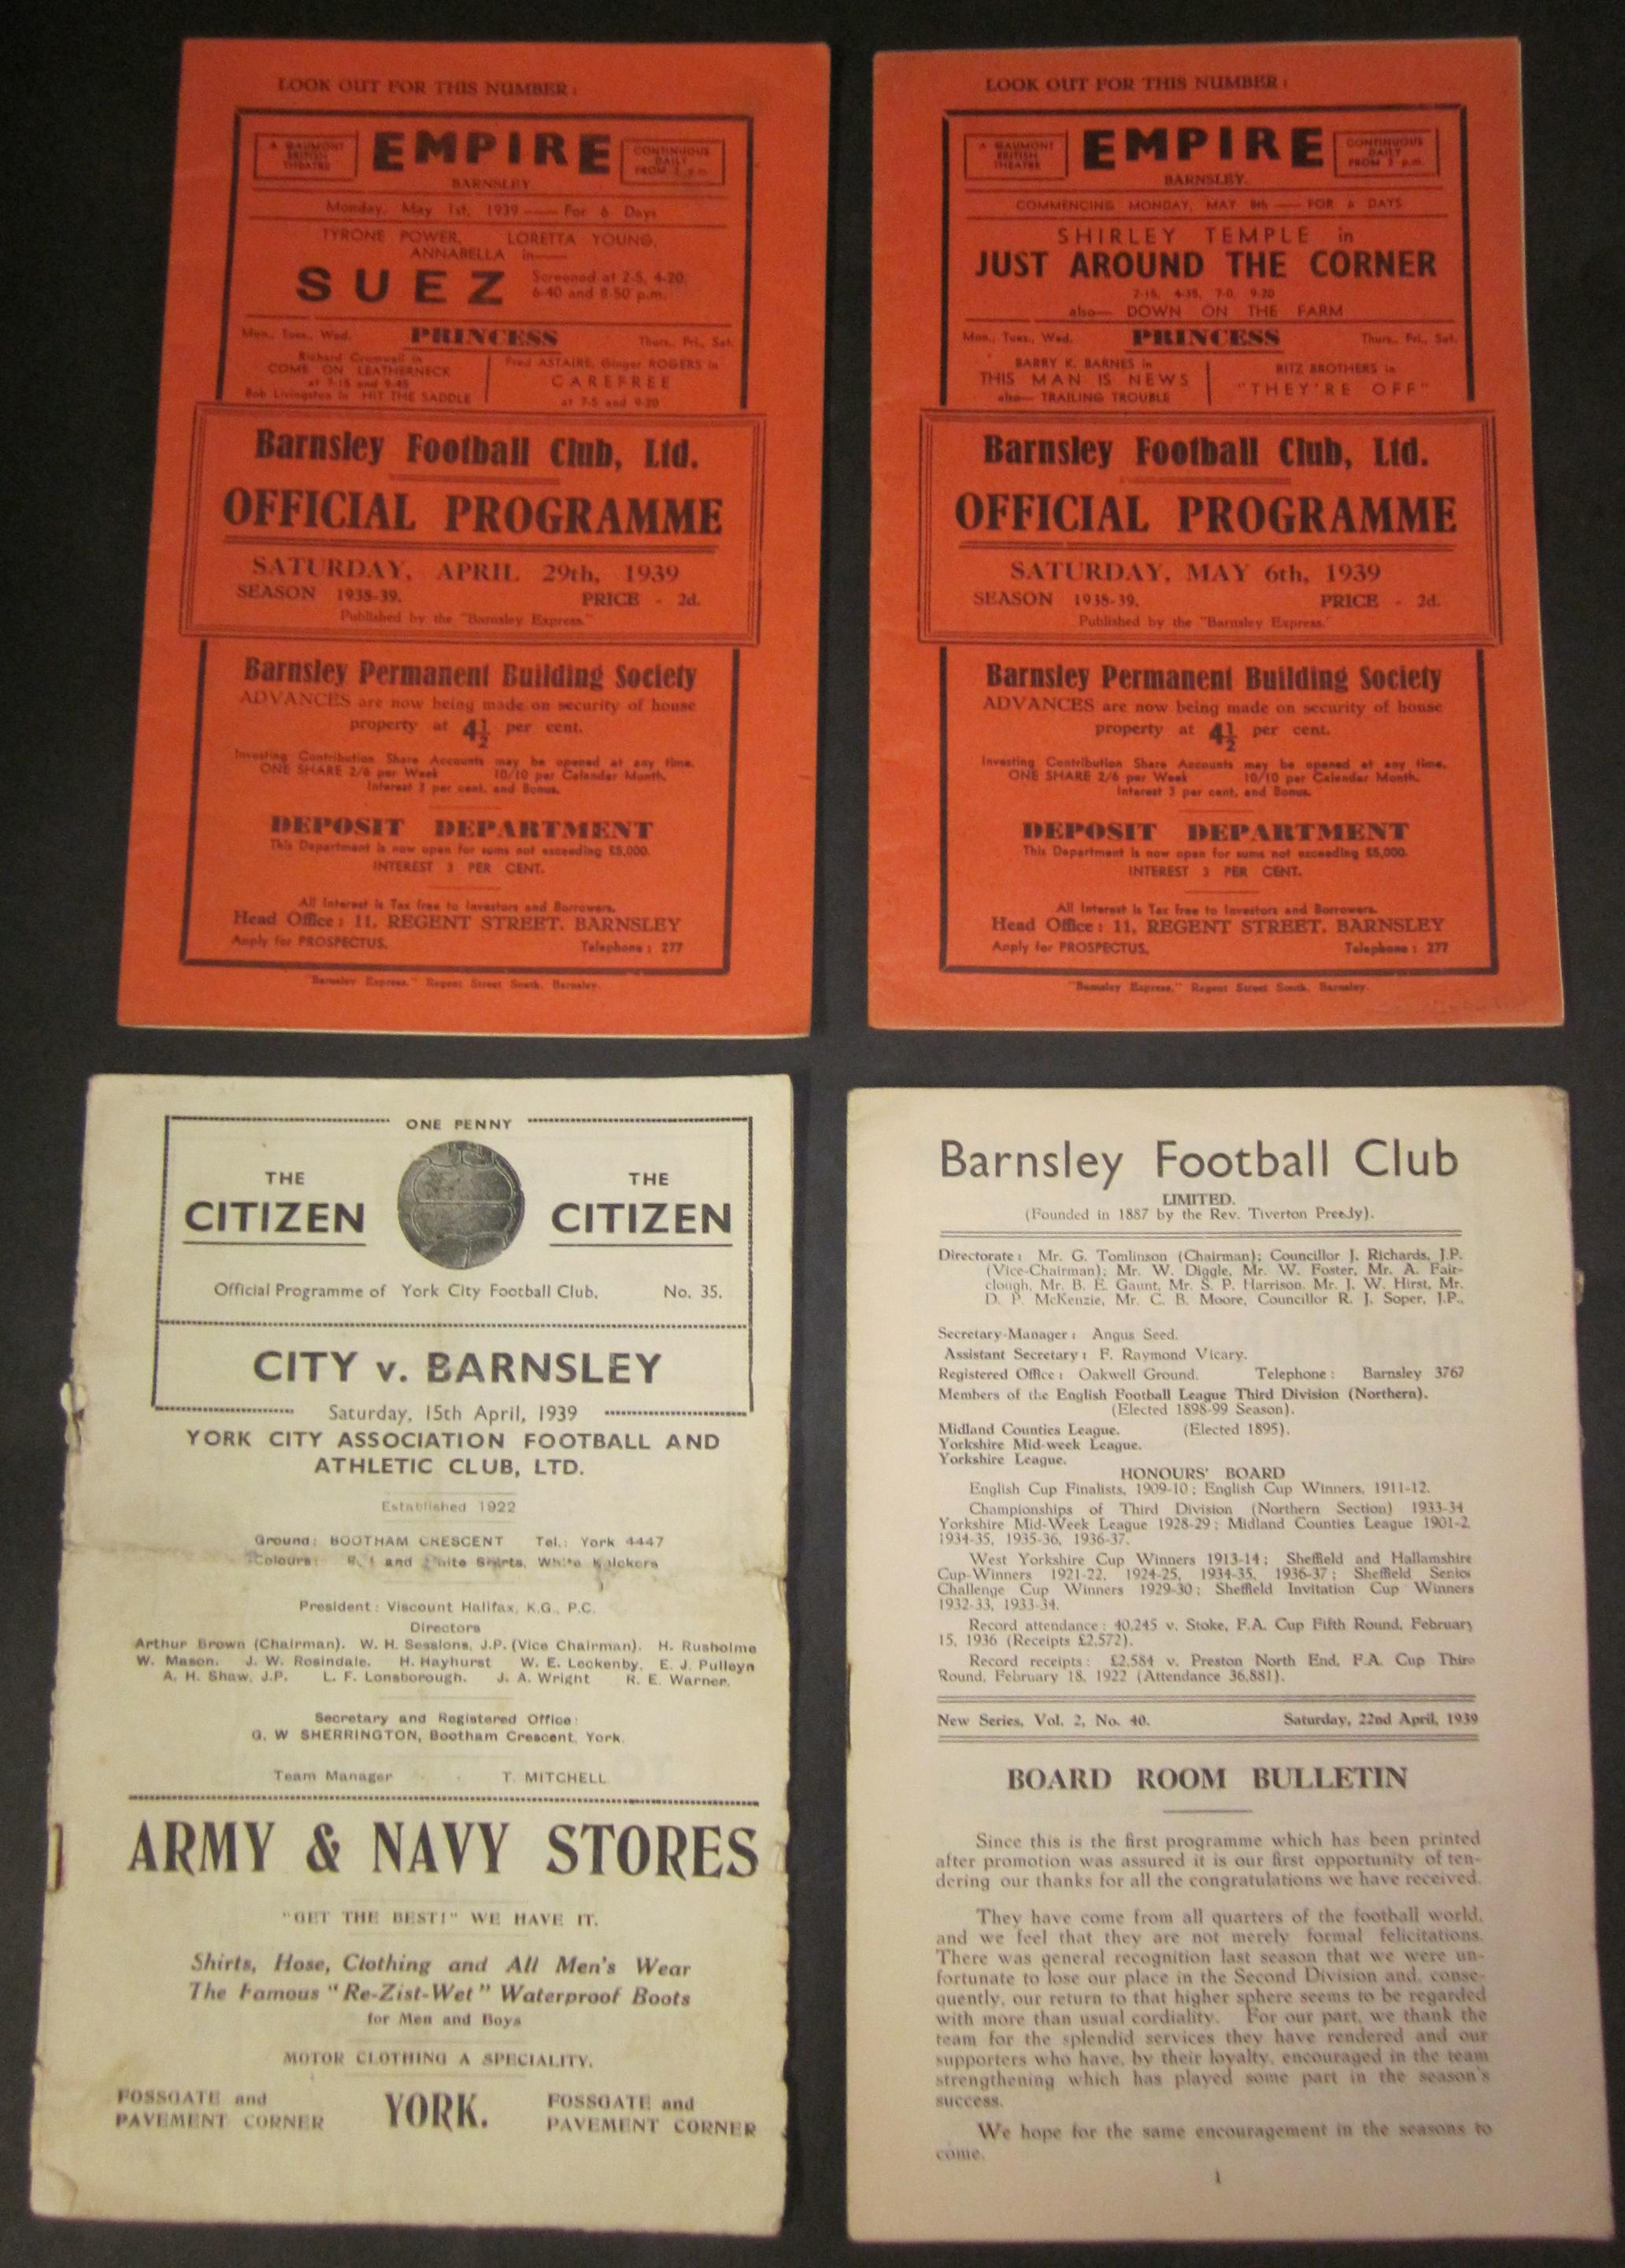 LOOK OUT FOR THIS NUMBER :
A GAUMONT
BRITISH
THEATRE
EMPIRE
CONTINUOUS
DAILY
FROM 2 p.m.
BARNSLEY
Monday, May 1st, 1939 —— For 6 Days
TYRONE POWER, LORETTA YOUNG,
ANNABELLA in——
SUEZ
Screened at 2-5, 4-20,
6-40 and 8-50 p.m.
Mon., Tues., Wed. PRINCESS Thurs., Fri., Sat.
Richard Cromwell in
COME ON LEATHERNECK
at 7-15 and 9-45
Bob Livingston in HIT THE SADDLE
Fred ASTAIRE, Ginger ROGERS in
CAREFREE
at 7-5 and 9-20
Barnsley Football Club, Ltd.
OFFICIAL PROGRAMME
SATURDAY, APRIL 29th, 1939
SEASON 1938-39. PRICE - 2d.
Published by the "Barnsley Express."
Barnsley Permanent Building Society
ADVANCES are now being made on security of house
property at 4½ per cent.
Investing Contribution Share Accounts may be opened at any time.
ONE SHARE 2/6 per Week 10/10 per Calendar Month.
Interest 3 per cent. and Bonus.
DEPOSIT DEPARTMENT
This Department is now open for sums not exceeding £5,000.
INTEREST 3 PER CENT.
All Interest is Tax free to Investors and Borrowers.
Head Office : 11, REGENT STREET, BARNSLEY
Apply for PROSPECTUS. Telephone : 277
"Barnsley Express," Regent Street South, Barnsley.
LOOK OUT FOR THIS NUMBER :
A GAUMONT
BRITISH
THEATRE
EMPIRE
CONTINUOUS
DAILY
FROM 2 p.m.
BARNSLEY.
COMMENCING MONDAY, MAY 8th —— FOR 6 DAYS
SHIRLEY TEMPLE in
JUST AROUND THE CORNER
2-15, 4-35, 7-0, 9-20
also— DOWN ON THE FARM
Mon., Tues., Wed. PRINCESS Thurs., Fri., Sat.
BARRY K. BARNES in
THIS MAN IS NEWS
also— TRAILING TROUBLE
RITZ BROTHERS in
"THEY'RE OFF"
Barnsley Football Club, Ltd.
OFFICIAL PROGRAMME
SATURDAY, MAY 6th, 1939
SEASON 1938-39. PRICE - 2d.
Published by the "Barnsley Express."
Barnsley Permanent Building Society
ADVANCES are now being made on security of house
property at 4½ per cent.
Investing Contribution Share Accounts may be opened at any time.
ONE SHARE 2/6 per Week 10/10 per Calendar Month.
Interest 3 per cent. and Bonus.
DEPOSIT DEPARTMENT
This Department is now open for sums not exceeding £5,000.
INTEREST 3 PER CENT.
All Interest is Tax free to Investors and Borrowers.
Head Office : 11, REGENT STREET, BARNSLEY
Apply for PROSPECTUS. Telephone : 277
"Barnsley Express," Regent Street South, Barnsley.
ONE PENNY
THE
CITIZEN
THE
CITIZEN
Official Programme of York City Football Club. No. 35.
CITY v. BARNSLEY
Saturday, 15th April, 1939
YORK CITY ASSOCIATION FOOTBALL AND
ATHLETIC CLUB, LTD.
Established 1922
Ground: BOOTHAM CRESCENT Tel.: York 4447
Colours: and Shirts, White Knickers
President : Viscount Halifax, K.G., P.C.
Directors
Arthur Brown (Chairman). W. H. Sessions, J.P. (Vice Chairman). H. Rusholme
W. Mason. J. W. Rosindale. H. Hayhurst W. E. Leckenby. E. J. Pulleyn
A. H. Shaw, J.P. L. F. Lonsborough. J. A. Wright R. E. Warner.
Secretary and Registered Office:
G. W SHERRINGTON, Bootham Crescent, York.
Team Manager T. MITCHELL
ARMY & NAVY STORES
"GET THE BEST!" WE HAVE IT.
Shirts, Hose, Clothing and All Men's Wear
The Famous "Re-Zist-Wet" Waterproof Boots
for Men and Boys
MOTOR CLOTHING A SPECIALITY.
FOSSGATE and
PAVEMENT CORNER
YORK.
FOSSGATE and
PAVEMENT CORNER
Barnsley Football Club
LIMITED.
(Founded in 1887 by the Rev. Tiverton Preedy).
Directorate : Mr. G. Tomlinson (Chairman); Councillor J. Richards, J.P.
(Vice-Chairman); Mr. W. Diggle, Mr. W. Foster, Mr. A. Fair-
clough, Mr. B. E. Gaunt, Mr. S. P. Harrison, Mr. J. W. Hirst, Mr.
D. P. McKenzie, Mr. C. B. Moore, Councillor R. J. Soper, J.P.,
Secretary-Manager : Angus Seed.
Assistant Secretary : F. Raymond Vicary.
Registered Office : Oakwell Ground. Telephone : Barnsley 3767
Members of the English Football League Third Division (Northern).
(Elected 1898-99 Season).
Midland Counties League. (Elected 1895).
Yorkshire Mid-week League.
Yorkshire League.
HONOURS' BOARD
English Cup Finalists, 1909-10 ; English Cup Winners, 1911-12.
Championships of Third Division (Northern Section) 1933-34
Yorkshire Mid-Week League 1928-29 ; Midland Counties League 1901-2,
1934-35, 1935-36, 1936-37.
West Yorkshire Cup Winners 1913-14 ; Sheffield and Hallamshire
Cup-Winners 1921-22, 1924-25, 1934-35, 1936-37 ; Sheffield Senior
Challenge Cup Winners 1929-30 ; Sheffield Invitation Cup Winners
1932-33, 1933-34.
Record attendance : 40,245 v. Stoke, F.A. Cup Fifth Round, February
15, 1936 (Receipts £2,572).
Record receipts : £2,584 v. Preston North End, F.A. Cup Third
Round, February 18, 1922 (Attendance 36,881).
New Series, Vol. 2, No. 40. Saturday, 22nd April, 1939
BOARD ROOM BULLETIN
Since this is the first programme which has been printed
after promotion was assured it is our first opportunity of ten-
dering our thanks for all the congratulations we have received.
They have come from all quarters of the football world,
and we feel that they are not merely formal felicitations.
There was general recognition last season that we were un-
fortunate to lose our place in the Second Division and, conse-
quently, our return to that higher sphere seems to be regarded
with more than usual cordiality. For our part, we thank the
team for the splendid services they have rendered and our
supporters who have, by their loyalty, encouraged in the team
strengthening which has played some part in the season's
success.
We hope for the same encouragement in the seasons to
come.
1